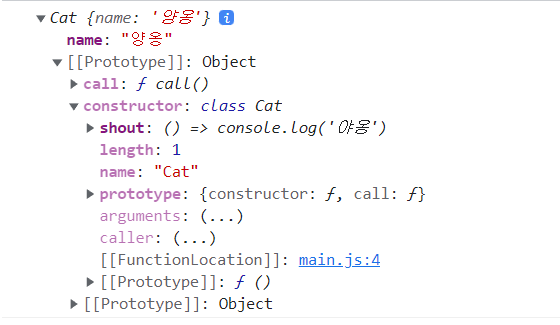 Cat {name: '양옹'} i
name: "양옹"
[[Prototype]]: Object
call: ƒ call()
constructor: class Cat
shout: () => console.log('야옹')
length: 1
name: "Cat"
prototype: {constructor: ƒ, call: ƒ}
arguments: (...)
caller: (...)
[[FunctionLocation]]: main.js:4
[[Prototype]]: ƒ ()
[[Prototype]]: Object